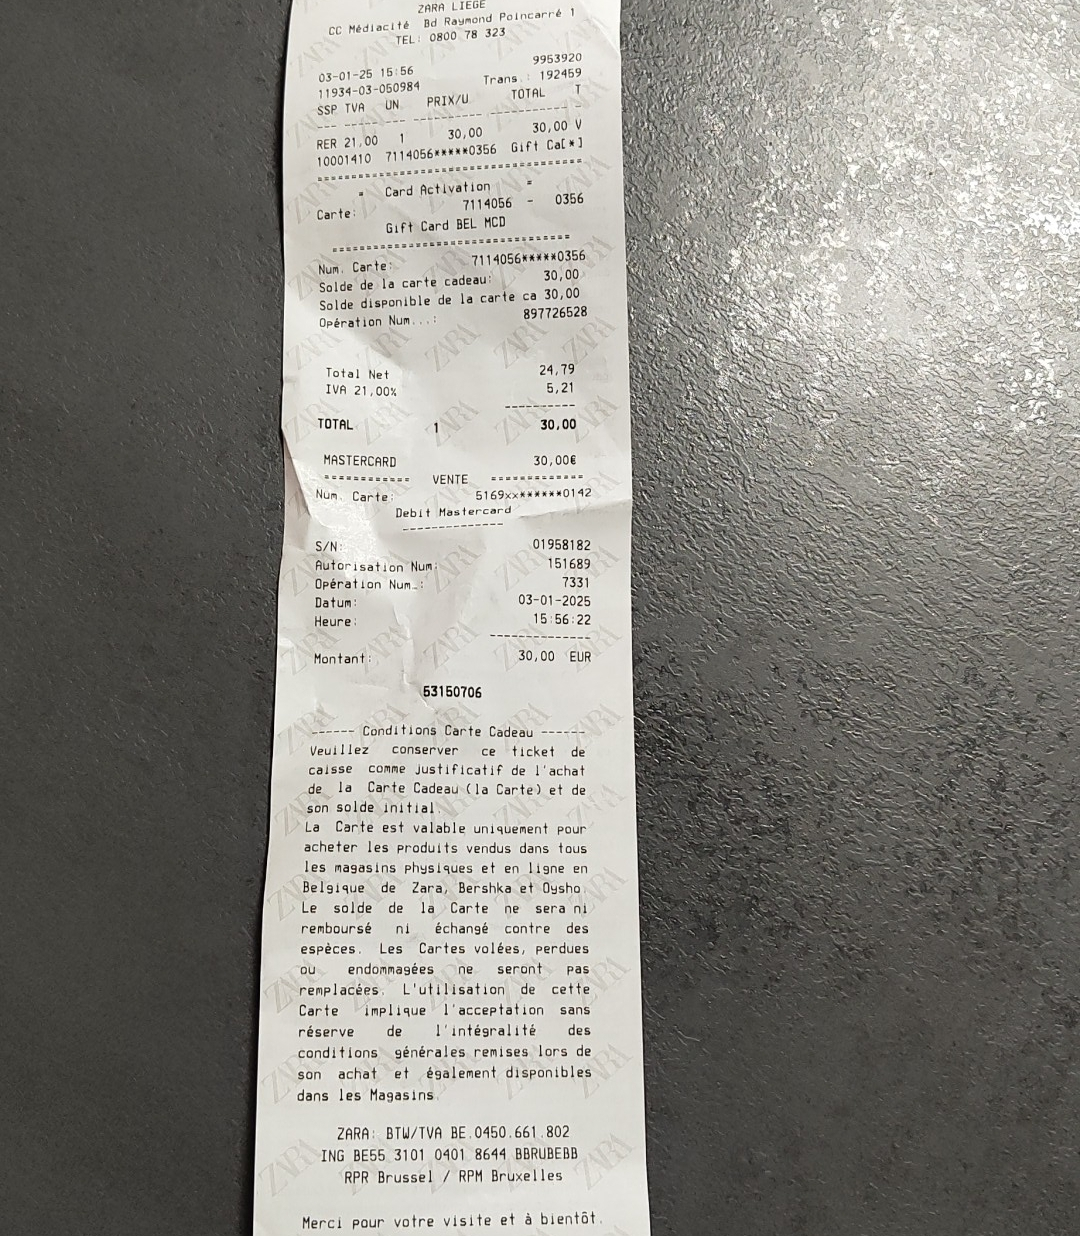 ZARA LIEGE
CC Médiacité Bd Raymond Poincarré 1
TEL: 0800 78 323
9953920
03-01-25 15:56 Trans.: 192459
11934-03-050984
SSP TVA UN PRIX/U TOTAL T
--- ---------- ---------- ----------- -
RER 21,00 1 30,00 30,00 V
10001410 7114056*****0356 Gift Ca[*]
=====================================
= Card Activation =
Carte: 7114056 - 0356
Gift Card BEL MCD
=================================
Num. Carte: 7114056*****0356
Solde de la carte cadeau: 30,00
Solde disponible de la carte ca 30,00
Opération Num...: 897726528
Total Net 24,79
IVA 21,00% 5,21
----------
TOTAL 1 30,00
MASTERCARD 30,00€
============ VENTE =============
Num. Carte: 5169xx******0142
Debit Mastercard
--------------
S/N: 01958182
Autorisation Num: 151689
Opération Num.: 7331
Datum: 03-01-2025
Heure: 15:56:22
--------------
Montant: 30,00 EUR
53150706
------ Conditions Carte Cadeau ------
Veuillez conserver ce ticket de
caisse comme justificatif de l'achat
de la Carte Cadeau (la Carte) et de
son solde initial.
La Carte est valable uniquement pour
acheter les produits vendus dans tous
les magasins physiques et en ligne en
Belgique de Zara, Bershka et Oysho.
Le solde de la Carte ne sera ni
remboursé ni échangé contre des
espèces. Les Cartes volées, perdues
ou endommagées ne seront pas
remplacées. L'utilisation de cette
Carte implique l'acceptation sans
réserve de l'intégralité des
conditions générales remises lors de
son achat et également disponibles
dans les Magasins.
ZARA: BTW/TVA BE.0450.661.802
ING BE55 3101 0401 8644 BBRUBEBB
RPR Brussel / RPM Bruxelles
Merci pour votre visite et à bientôt.